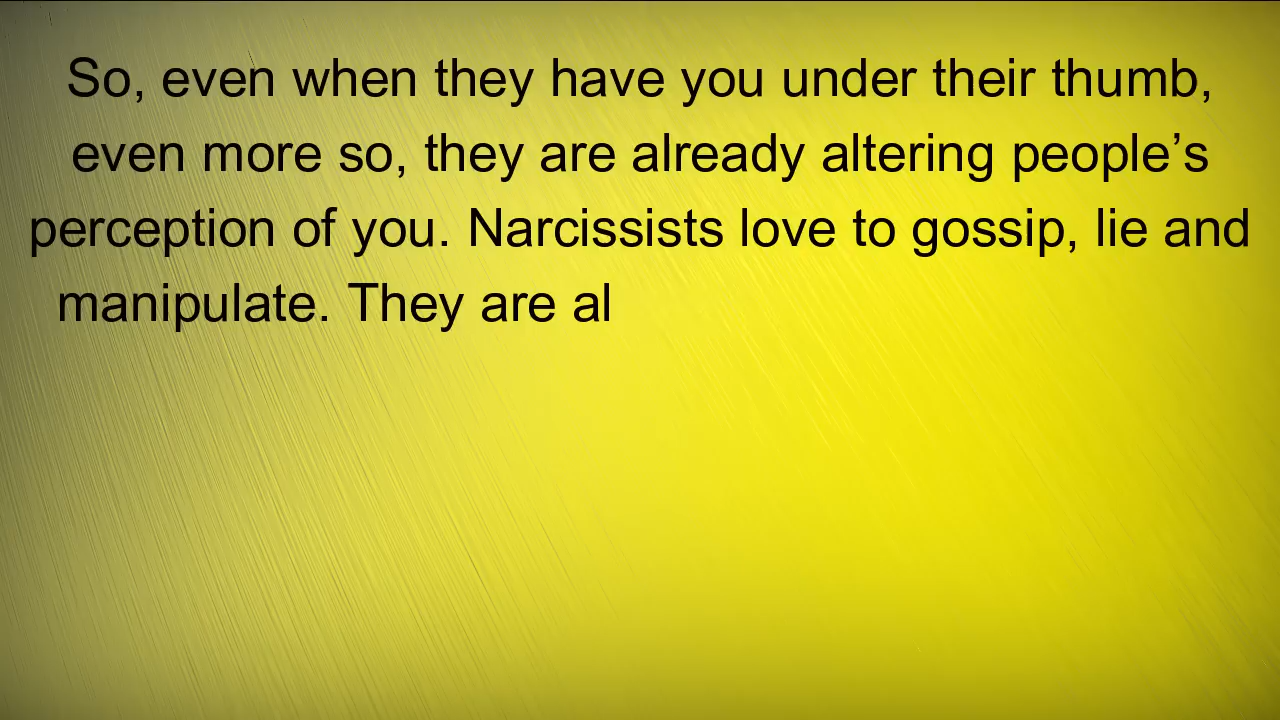 So, even when they have you under their thumb,
even more so, they are already altering people’s
perception of you. Narcissists love to gossip, lie and
manipulate. They are al